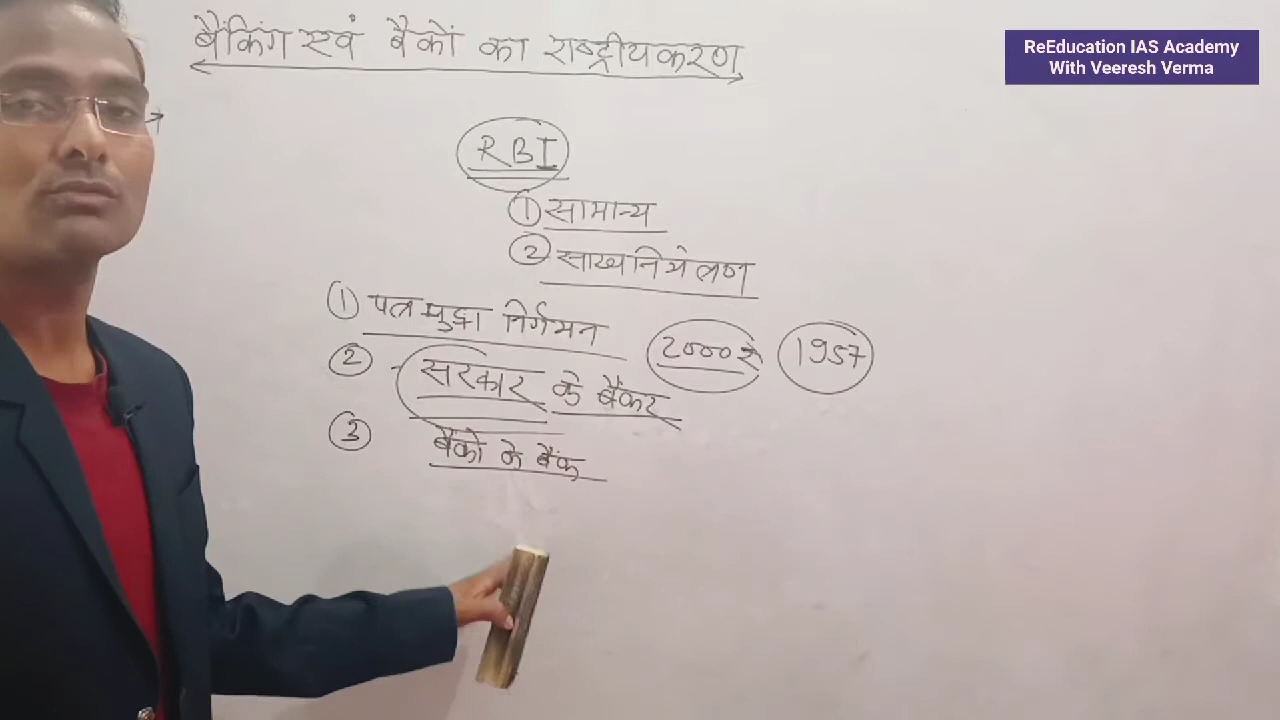 बैंकिंग एवं बैंकों का राष्ट्रीयकरण
ReEducation IAS Academy
With Veeresh Verma
RBI
① सामान्य
② साख नियंत्रण
① पत्र मुद्रा निर्गमन
2000 रु 1957
② सरकार के बैंकर
③ बैंको के बैंक